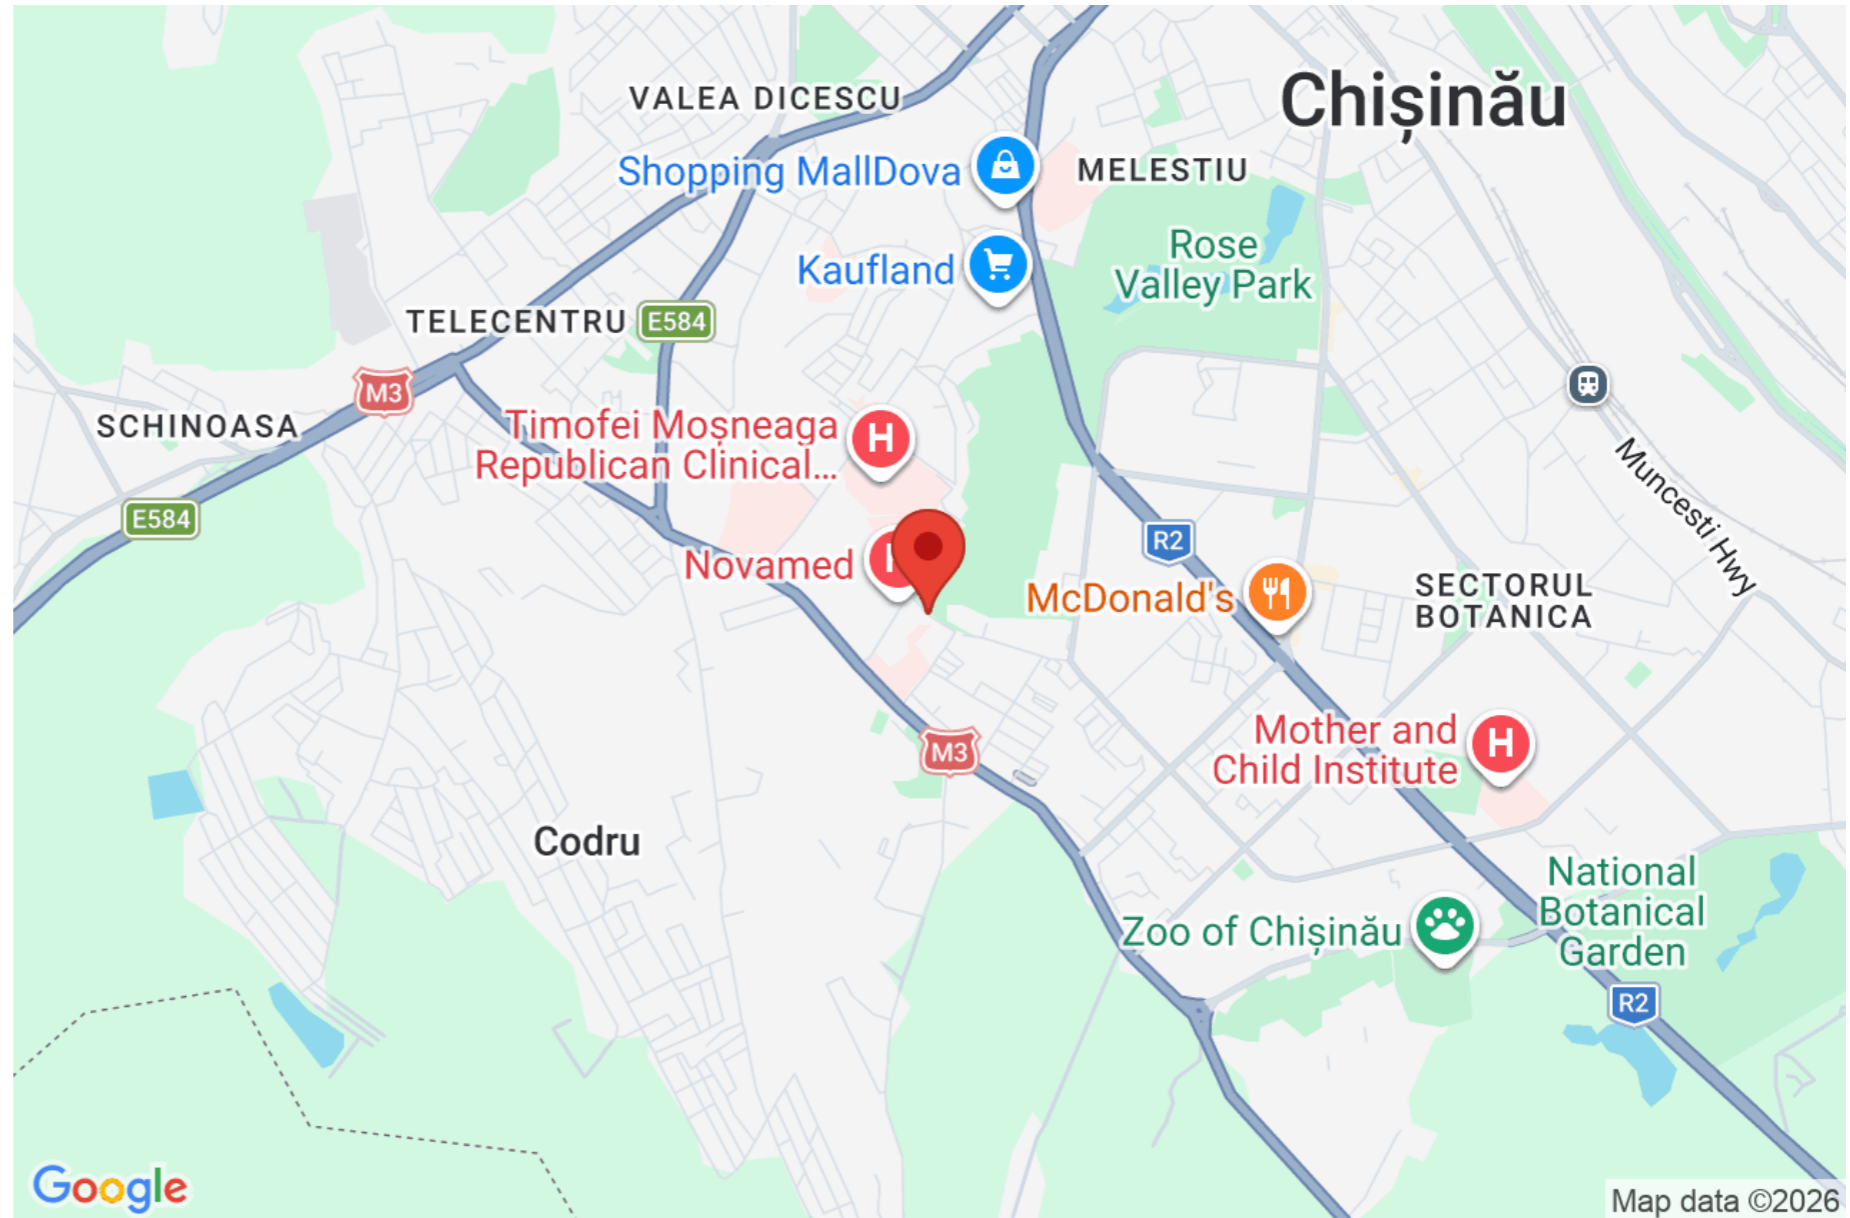 Chișinău
VALEA DICESCU
Shopping MallDova
MELESTIU
Rose
Valley Park
Kaufland
TELECENTRU
E584
M3
SCHINOASA
Timofei Moșneaga
Republican Clinical...
H
Muncesti Hwy
E584
R2
Novamed
McDonald's
SECTORUL
BOTANICA
Mother and
Child Institute
H
M3
Codru
National
Botanical
Garden
Zoo of Chișinău
R2
Google
Map data ©2026